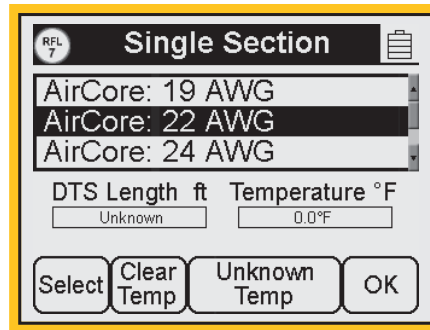 RFL
7
Single Section
AirCore: 19 AWG
AirCore: 22 AWG
AirCore: 24 AWG
DTS Length ft Temperature °F
Unknown 0.0°F
Select Clear Temp Unknown Temp OK